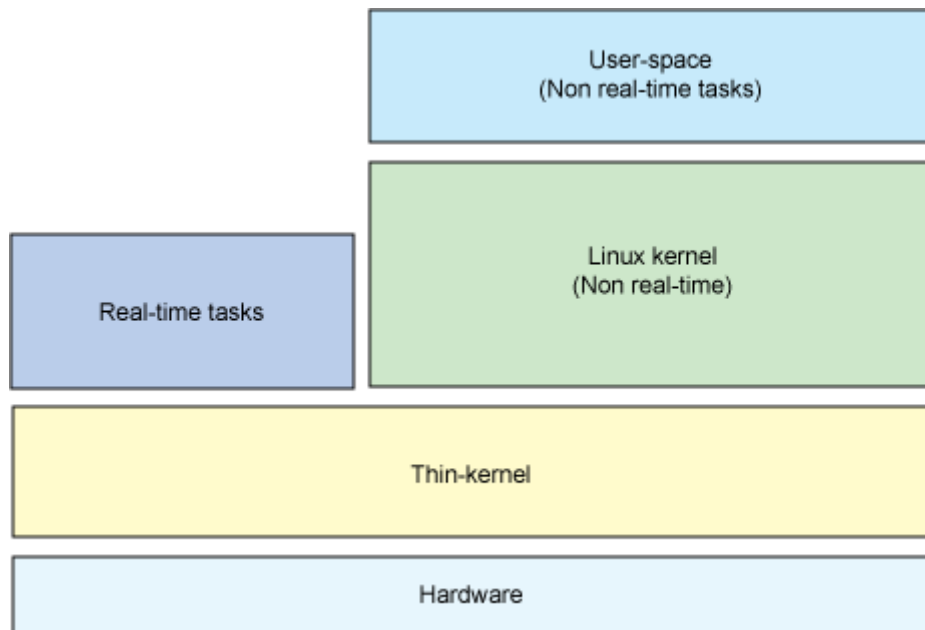 User-space
(Non real-time tasks)
Linux kernel
(Non real-time)
Real-time tasks
Thin-kernel
Hardware